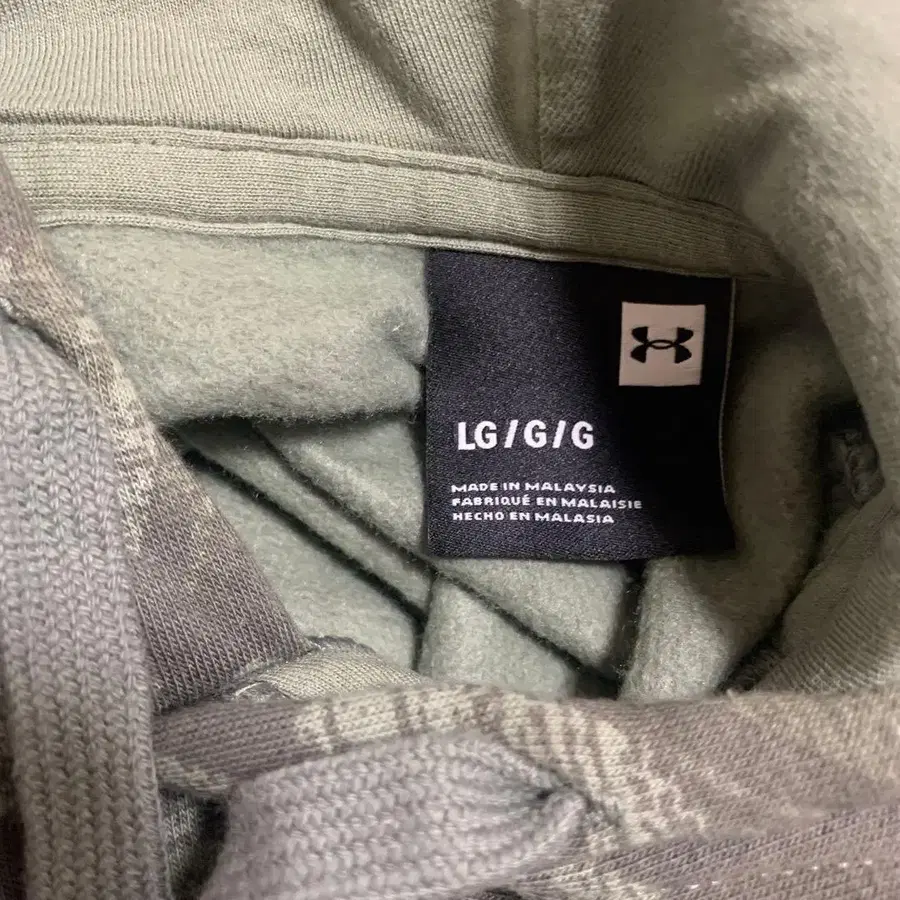 LG/G/G
MADE IN MALAYSIA
FABRIQUÉ EN MALAISIE
HECHO EN MALASIA